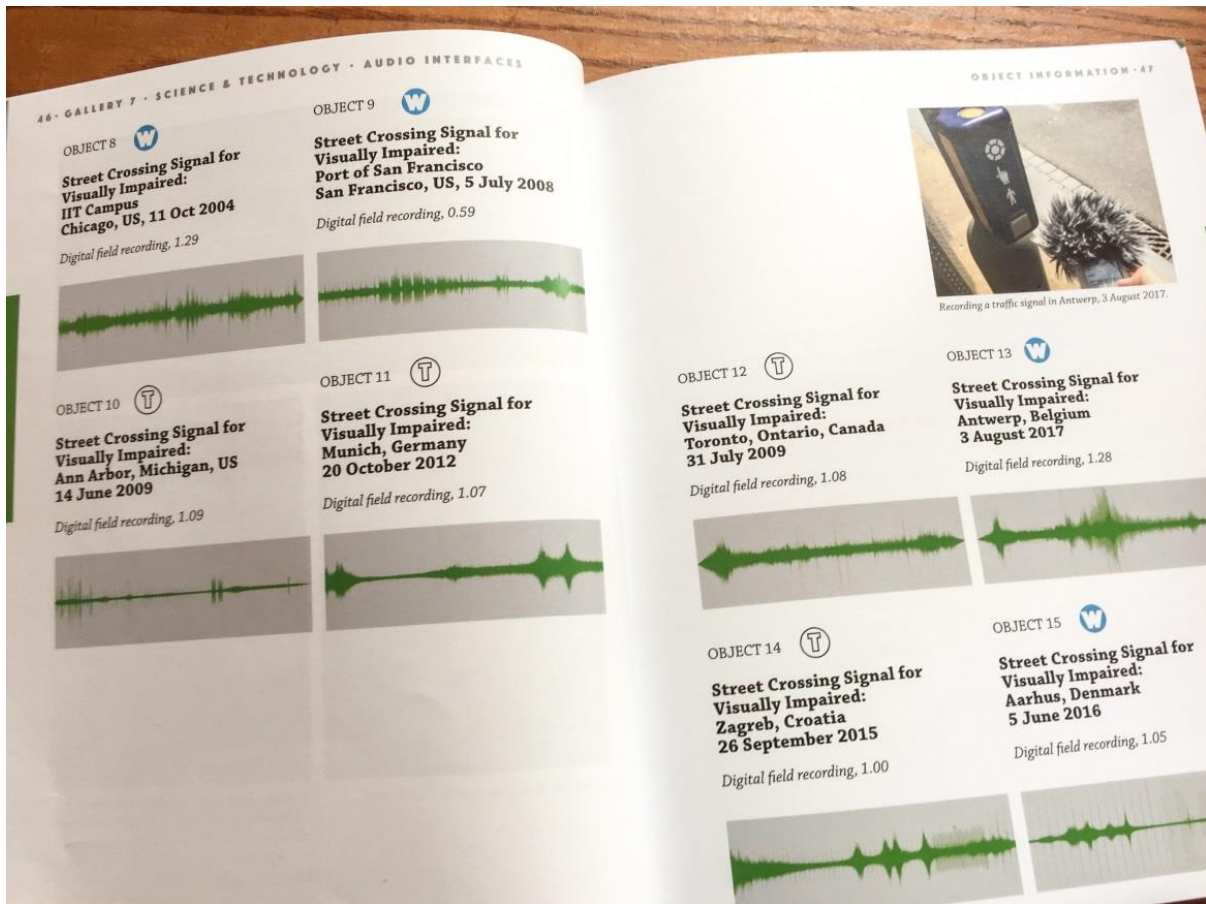 46 · GALLERY 7 · SCIENCE & TECHNOLOGY · AUDIO INTERFACES
OBJECT 8 W
Street Crossing Signal for
Visually Impaired:
IIT Campus
Chicago, US, 11 Oct 2004
Digital field recording, 1.29
OBJECT 9 W
Street Crossing Signal for
Visually Impaired:
Port of San Francisco
San Francisco, US, 5 July 2008
Digital field recording, 0.59
OBJECT 10 T
Street Crossing Signal for
Visually Impaired:
Ann Arbor, Michigan, US
14 June 2009
Digital field recording, 1.09
OBJECT 11 T
Street Crossing Signal for
Visually Impaired:
Munich, Germany
20 October 2012
Digital field recording, 1.07
OBJECT INFORMATION · 47
Recording a traffic signal in Antwerp, 3 August 2017.
OBJECT 12 T
Street Crossing Signal for
Visually Impaired:
Toronto, Ontario, Canada
31 July 2009
Digital field recording, 1.08
OBJECT 13 W
Street Crossing Signal for
Visually Impaired:
Antwerp, Belgium
3 August 2017
Digital field recording, 1.28
OBJECT 14 T
Street Crossing Signal for
Visually Impaired:
Zagreb, Croatia
26 September 2015
Digital field recording, 1.00
OBJECT 15 W
Street Crossing Signal for
Visually Impaired:
Aarhus, Denmark
5 June 2016
Digital field recording, 1.05